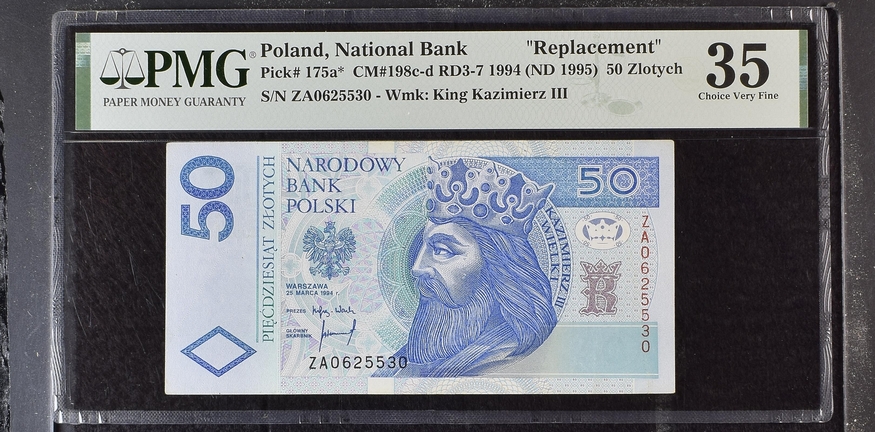 PMG®
PAPER MONEY GUARANTY
Poland, National Bank "Replacement"
Pick# 175a* CM#198c-d RD3-7 1994 (ND 1995) 50 Zlotych
S/N ZA0625530 - Wmk: King Kazimierz III
35
Choice Very Fine
50
PIĘĆDZIESIĄT ZŁOTYCH
NARODOWY
BANK
POLSKI
WARSZAWA
25 MARCA 1994 r.
PREZES
GŁÓWNY
SKARBNIK
ZA0625530
50
KAZIMIERZ III
WIELKI
ZA0625530